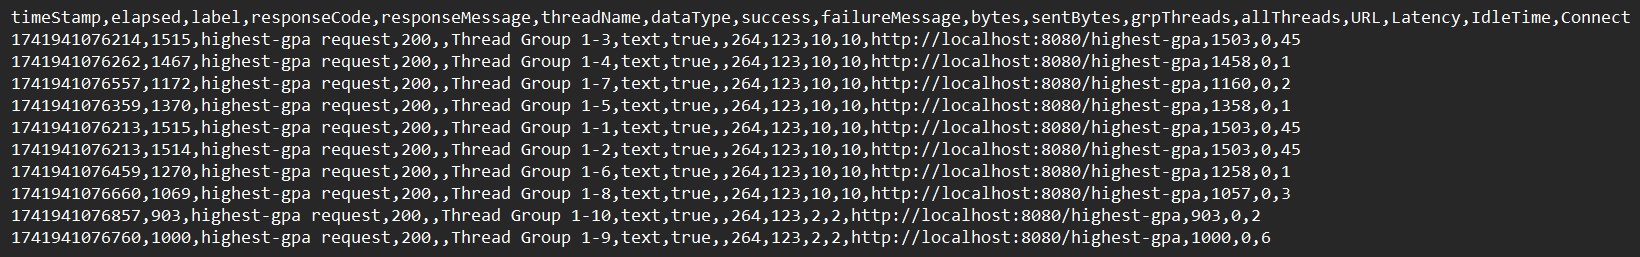 timeStamp,elapsed,label,responseCode,responseMessage,threadName,dataType,success,failureMessage,bytes,sentBytes,grpThreads,allThreads,URL,Latency,IdleTime,Connect
1741941076214,1515,highest-gpa request,200,,Thread Group 1-3,text,true,,264,123,10,10,http://localhost:8080/highest-gpa,1503,0,45
1741941076262,1467,highest-gpa request,200,,Thread Group 1-4,text,true,,264,123,10,10,http://localhost:8080/highest-gpa,1458,0,1
1741941076557,1172,highest-gpa request,200,,Thread Group 1-7,text,true,,264,123,10,10,http://localhost:8080/highest-gpa,1160,0,2
1741941076359,1370,highest-gpa request,200,,Thread Group 1-5,text,true,,264,123,10,10,http://localhost:8080/highest-gpa,1358,0,1
1741941076213,1515,highest-gpa request,200,,Thread Group 1-1,text,true,,264,123,10,10,http://localhost:8080/highest-gpa,1503,0,45
1741941076213,1514,highest-gpa request,200,,Thread Group 1-2,text,true,,264,123,10,10,http://localhost:8080/highest-gpa,1503,0,45
1741941076459,1270,highest-gpa request,200,,Thread Group 1-6,text,true,,264,123,10,10,http://localhost:8080/highest-gpa,1258,0,1
1741941076660,1069,highest-gpa request,200,,Thread Group 1-8,text,true,,264,123,10,10,http://localhost:8080/highest-gpa,1057,0,3
1741941076857,903,highest-gpa request,200,,Thread Group 1-10,text,true,,264,123,2,2,http://localhost:8080/highest-gpa,903,0,2
1741941076760,1000,highest-gpa request,200,,Thread Group 1-9,text,true,,264,123,2,2,http://localhost:8080/highest-gpa,1000,0,6